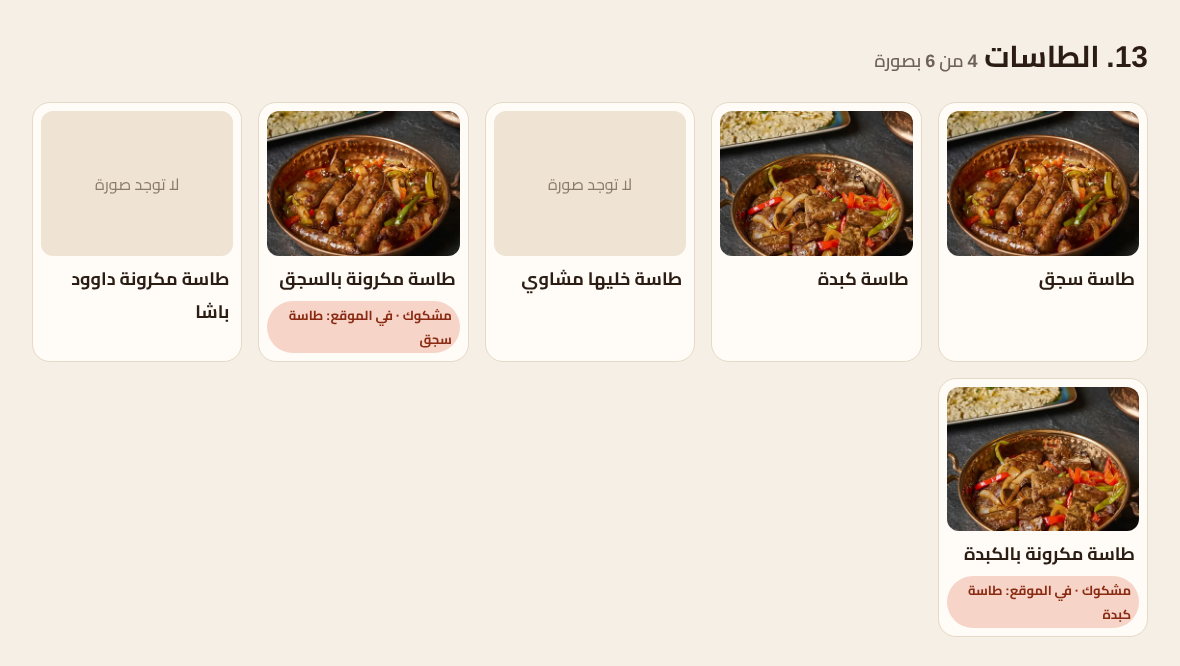 13. الطاسات 4 من 6 بصورة
طاسة سجق
طاسة كبدة
لا توجد صورة
طاسة خليها مشاوي
طاسة مكرونة بالسجق
مشكوك · في الموقع: طاسة
سجق
لا توجد صورة
طاسة مكرونة داوود
باشا
طاسة مكرونة بالكبدة
مشكوك · في الموقع: طاسة
كبدة